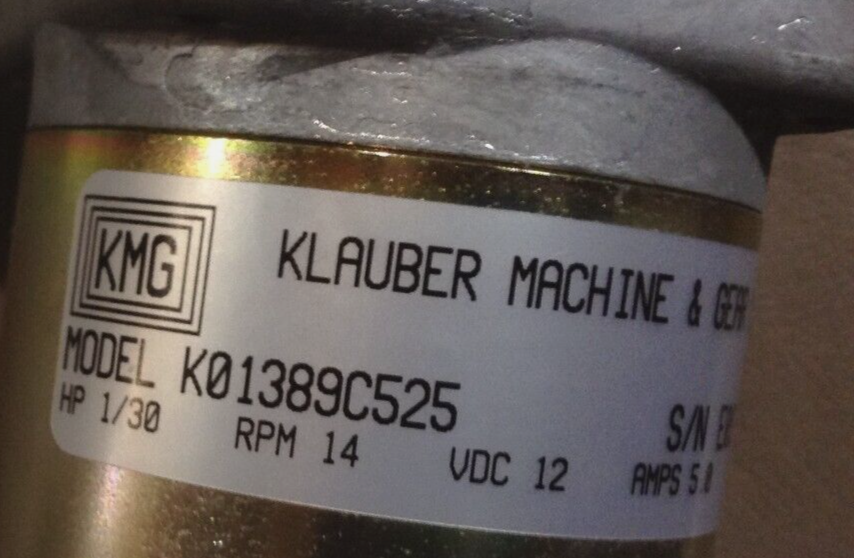 KMG
KLAUBER MACHINE & GEAR
MODEL K01389C525
S/N
HP 1/30 RPM 14 VDC 12 AMPS 5.0